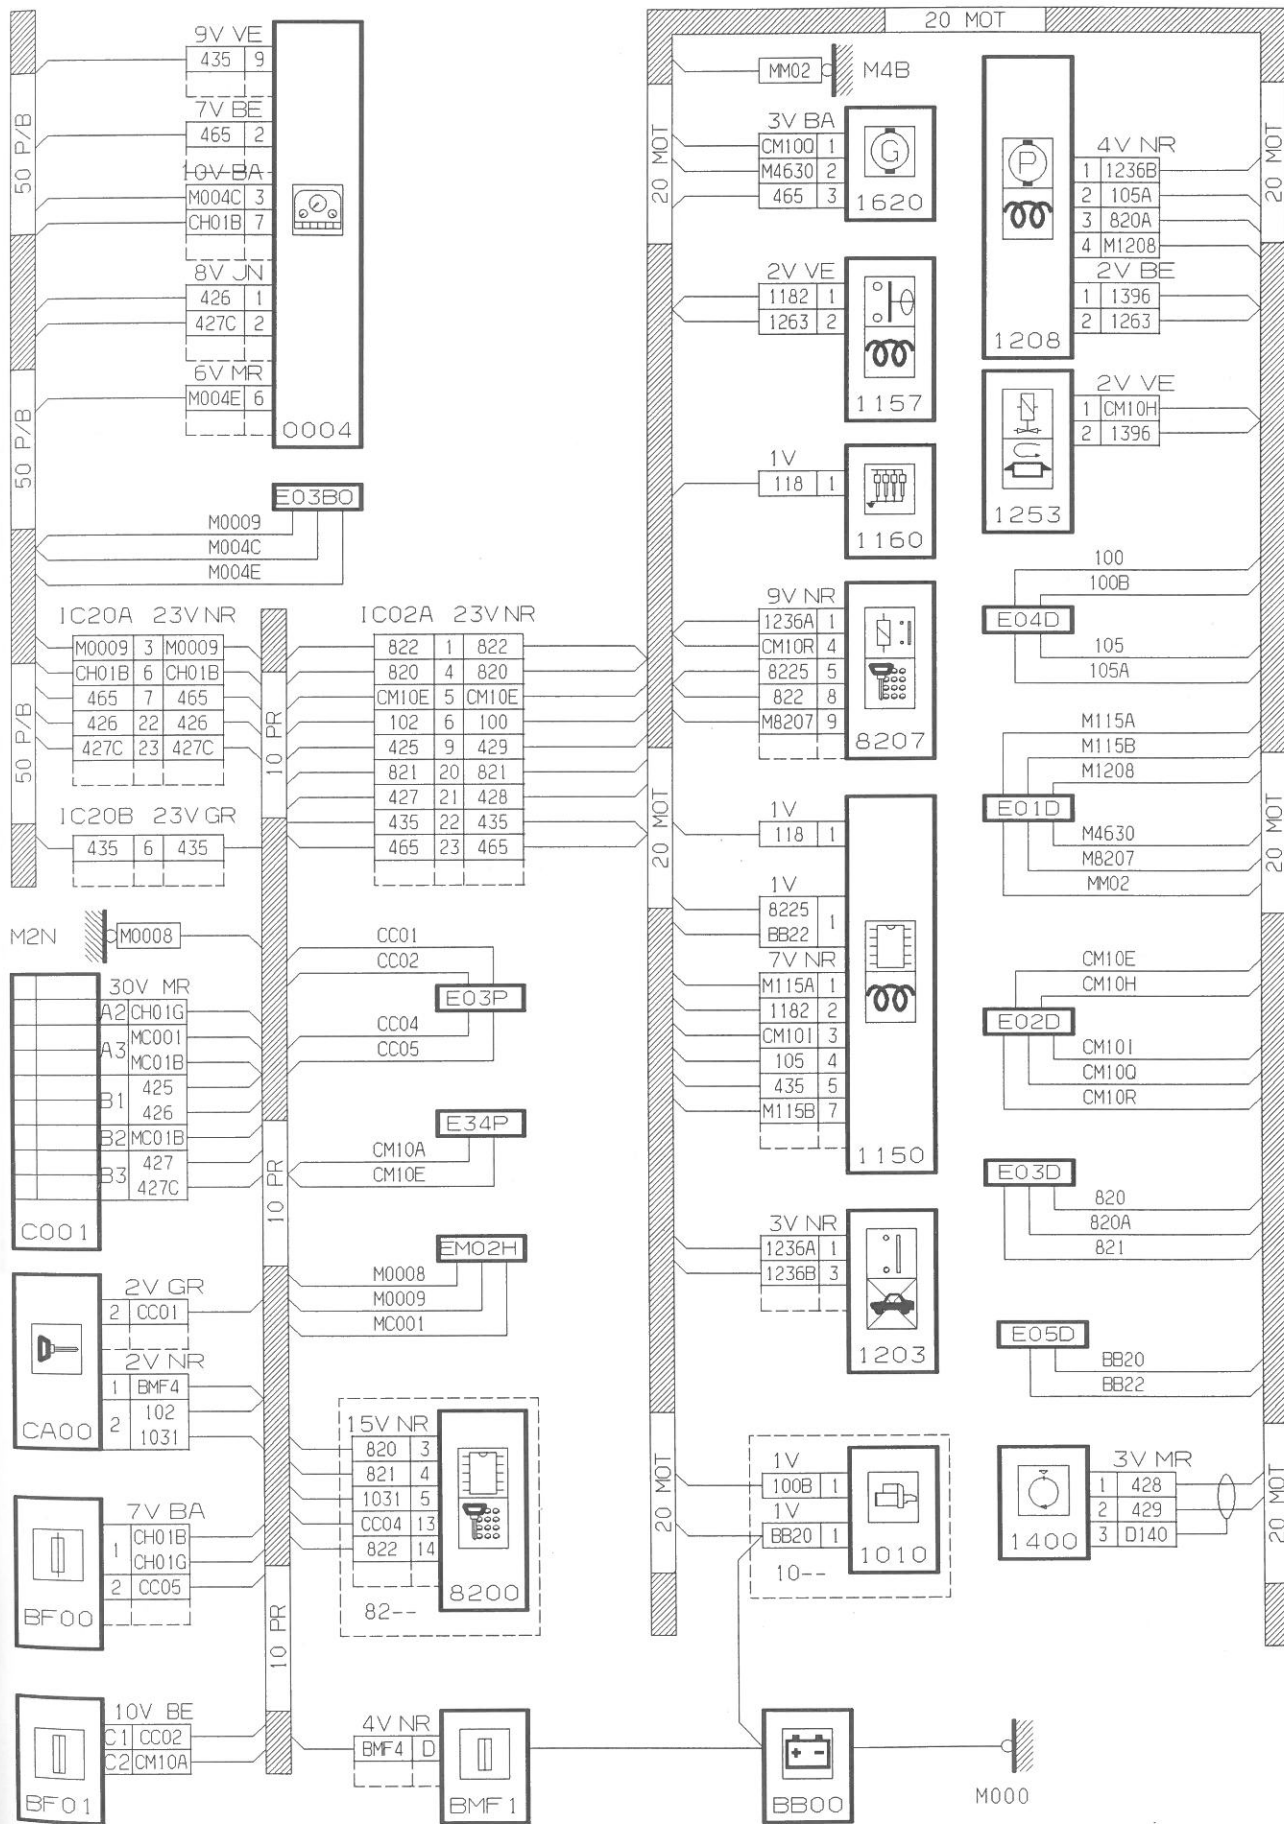 20 MOT
50 P/B
9V VE
435 9
7V BE
465 2
10V BA
M004C 3
CH01B 7
8V JN
426 1
427C 2
6V MR
M004E 6
0004
50 P/B
E03B0
M0009
M004C
M004E
1C20A 23V NR
M0009 3 M0009
CH01B 6 CH01B
465 7 465
426 22 426
427C 23 427C
50 P/B
1C20B 23V GR
435 6 435
10 PR
1C02A 23V NR
822 1 822
820 4 820
CM10E 5 CM10E
102 6 100
425 9 429
821 20 821
427 21 428
435 22 435
465 23 465
M2N
M0008
30V MR
A2 CH01G
A3 MC001
MC01B
B1 425
426
B2 MC01B
B3 427
427C
C001
CC01
CC02
E03P
CC04
CC05
E34P
CM10A
CM10E
10 PR
EM02H
M0008
M0009
MC001
2V GR
2 CC01
2V NR
1 BMF4
2 102
1031
CA00
15V NR
820 3
821 4
1031 5
CC04 13
822 14
8200
82--
7V BA
1 CH01B
CH01G
2 CC05
BF00
10 PR
10V BE
C1 CC02
C2 CM10A
BF01
4V NR
BMF4 D
BMF1
BB00
M000
20 MOT
MM02
M4B
3V BA
CM10Q 1
M4630 2
465 3
1620
2V VE
1182 1
1263 2
1157
1V
118 1
1160
9V NR
1236A 1
CM10R 4
8225 5
822 8
M8207 9
8207
20 MOT
1V
118 1
1V
8225 1
BB22
7V NR
M115A 1
1182 2
CM10I 3
105 4
435 5
M115B 7
1150
3V NR
1236A 1
1236B 3
1203
20 MOT
1V
100B 1
1V
BB20 1
1010
10--
20 MOT
P
4V NR
1 1236B
2 105A
3 820A
4 M1208
2V BE
1 1396
2 1263
1208
2V VE
1 CM10H
2 1396
1253
100
100B
E04D
105
105A
M115A
M115B
M1208
E01D
M4630
M8207
MM02
20 MOT
CM10E
CM10H
E02D
CM10I
CM10Q
CM10R
E03D
820
820A
821
E05D
BB20
BB22
3V MR
1 428
2 429
3 D140
1400
20 MOT
G